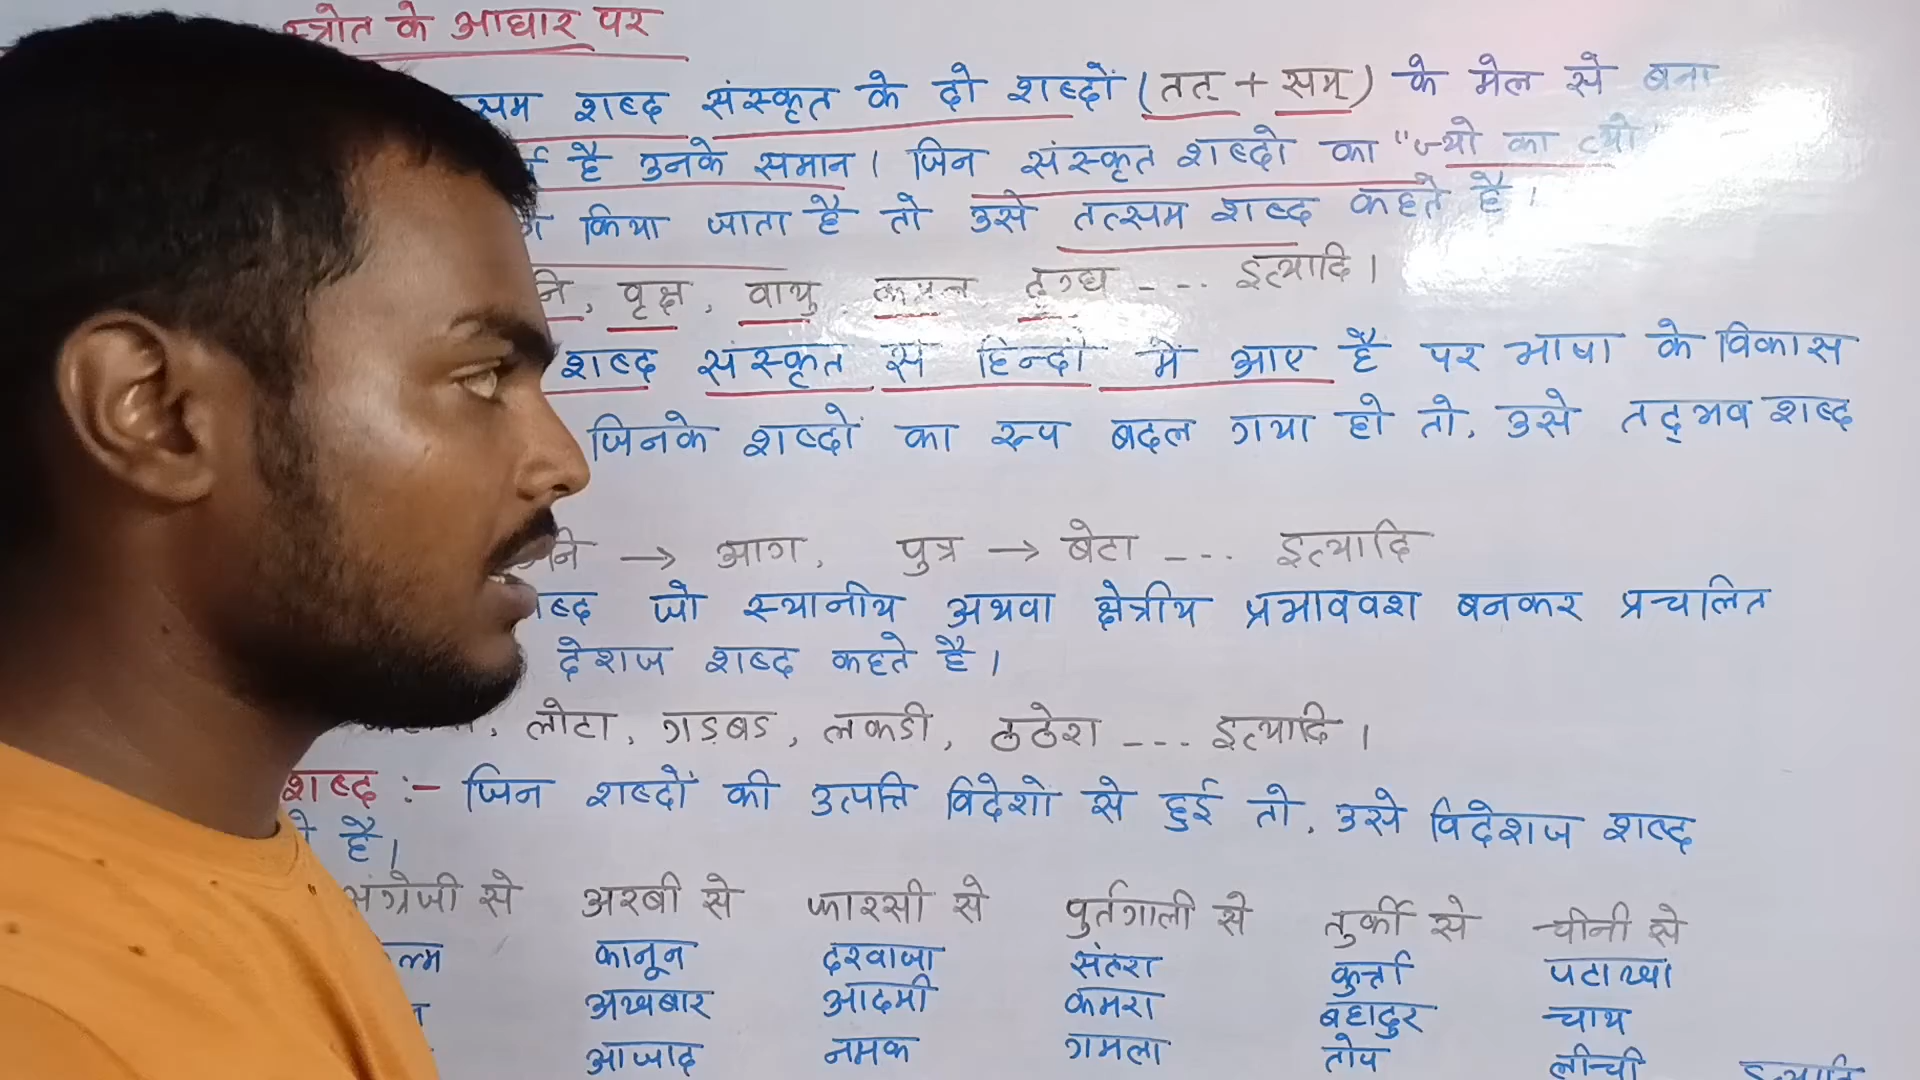 स्त्रोत के आधार पर
त्सम शब्द संस्कृत के दो शब्दों (तत् + सम्) के मेल से बना
है उनके समान। जिन संस्कृत शब्दो का "ज्यो का त्यो
किया जाता है तो उसे तत्सम शब्द कहते है।
नि, वृक्ष, वायु, कमल दुग्ध --- इत्यादि।
शब्द संस्कृत से हिन्दी में आए हैं पर भाषा के विकास
जिनके शब्दों का रूप बदल गया हो तो, उसे तद्भव शब्द
नि → आग, पुत्र → बेटा --- इत्यादि
ब्द जो स्थानीय अथवा क्षेत्रीय प्रभाववश बनकर प्रचलित
देशज शब्द कहते है।
लोटा, गड़बड, लकडी, ठठेरा --- इत्यादि।
शब्द :- जिन शब्दों की उत्पत्ति विदेशों से हुई तो, उसे विदेशज शब्द
है।
अंग्रेजी से अरबी से फारसी से पुर्तगाली से तुर्की से चीनी से
ल्म कानून दरवाजा संतरा कुर्त्ता पटाखा
अखबार आदमी कमरा बहादुर चाय
आजाद नमक गमला तोप लीची इत्यादि